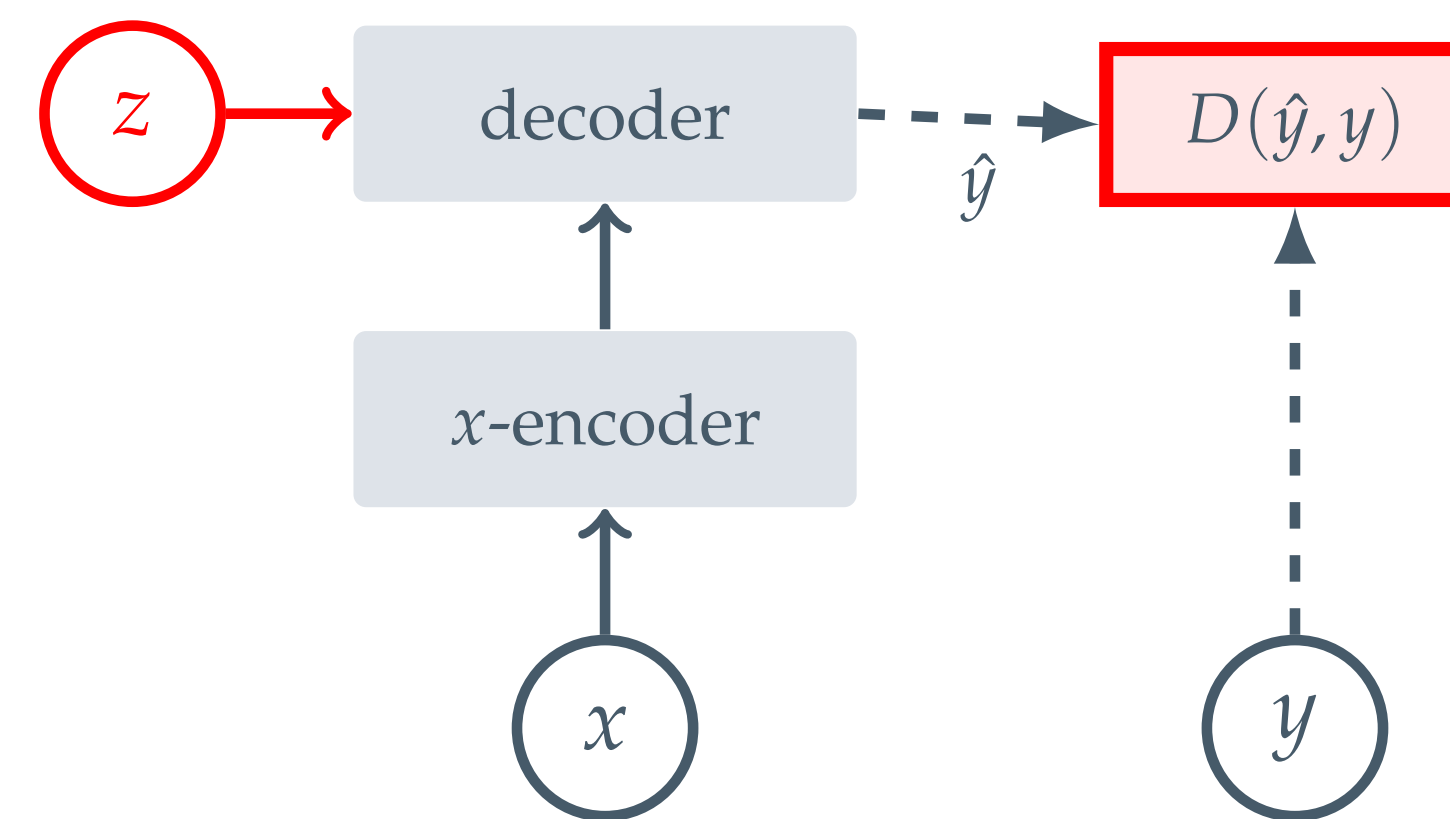 z
decoder
D(ŷ, y)
ŷ
x-encoder
x
y